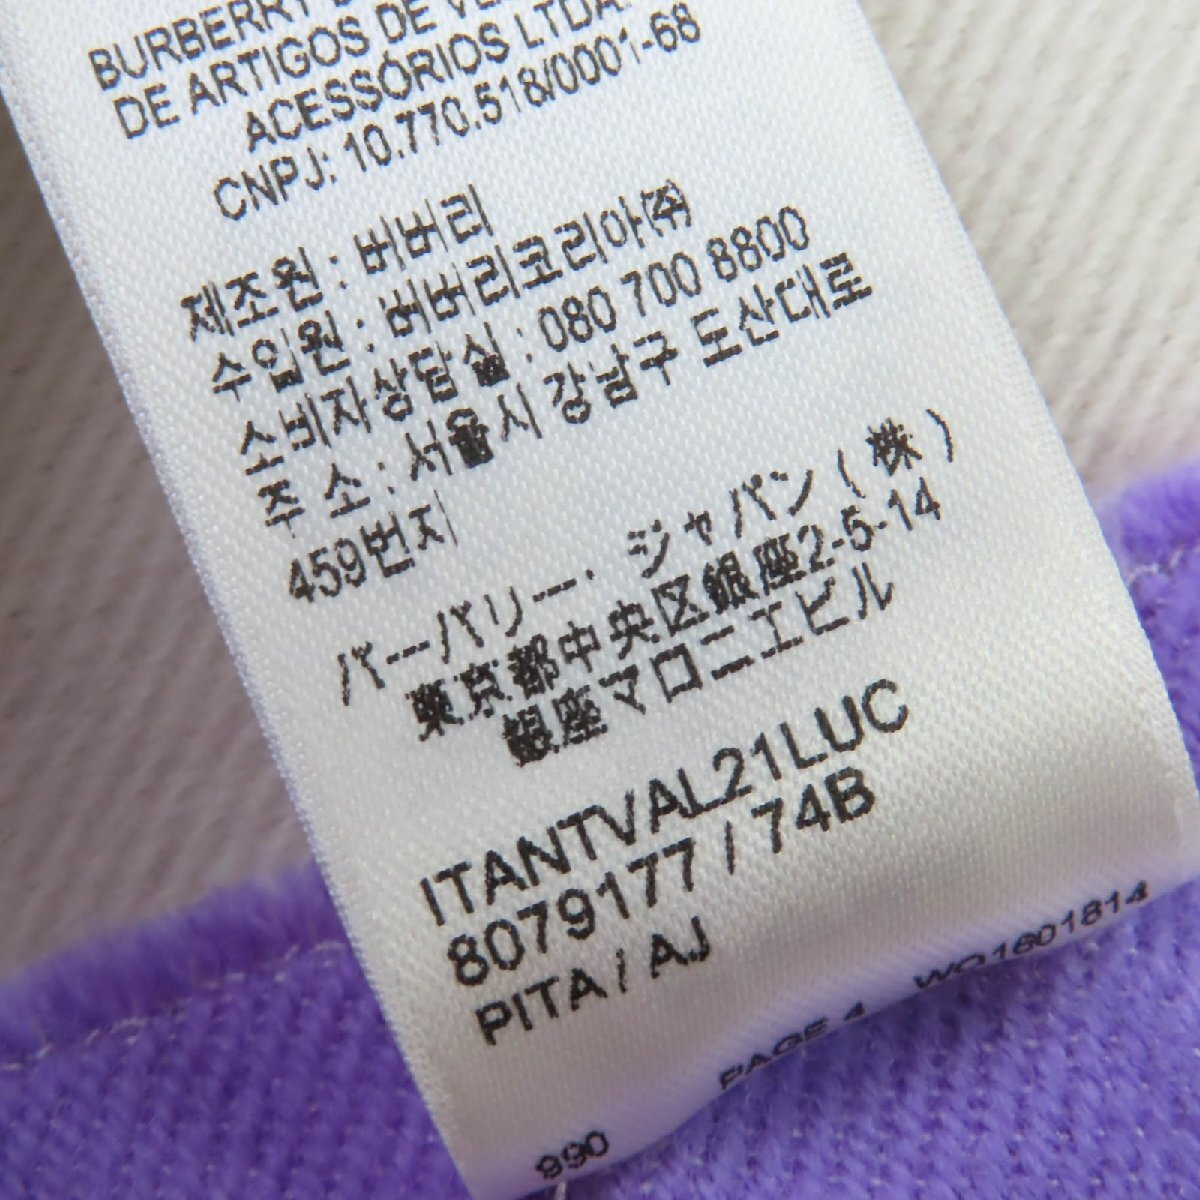 BURBERRY
DE ARTIGOS DE
ACESSÓRIOS LTDA.
CNPJ: 10.770.518/0001-68
제조원 : 버버리
수입원 : 버버리코리아(주)
소비자상담실 : 080 700 8800
주 소 : 서울시 강남구 도산대로
459번지
バーバリー・ジャパン(株)
東京都中央区銀座2-5-14
銀座マロニエビル
ITANTVAL21LUC
8079177 / 74B
PITA / AJ
PAGE 4 WO1601814
990